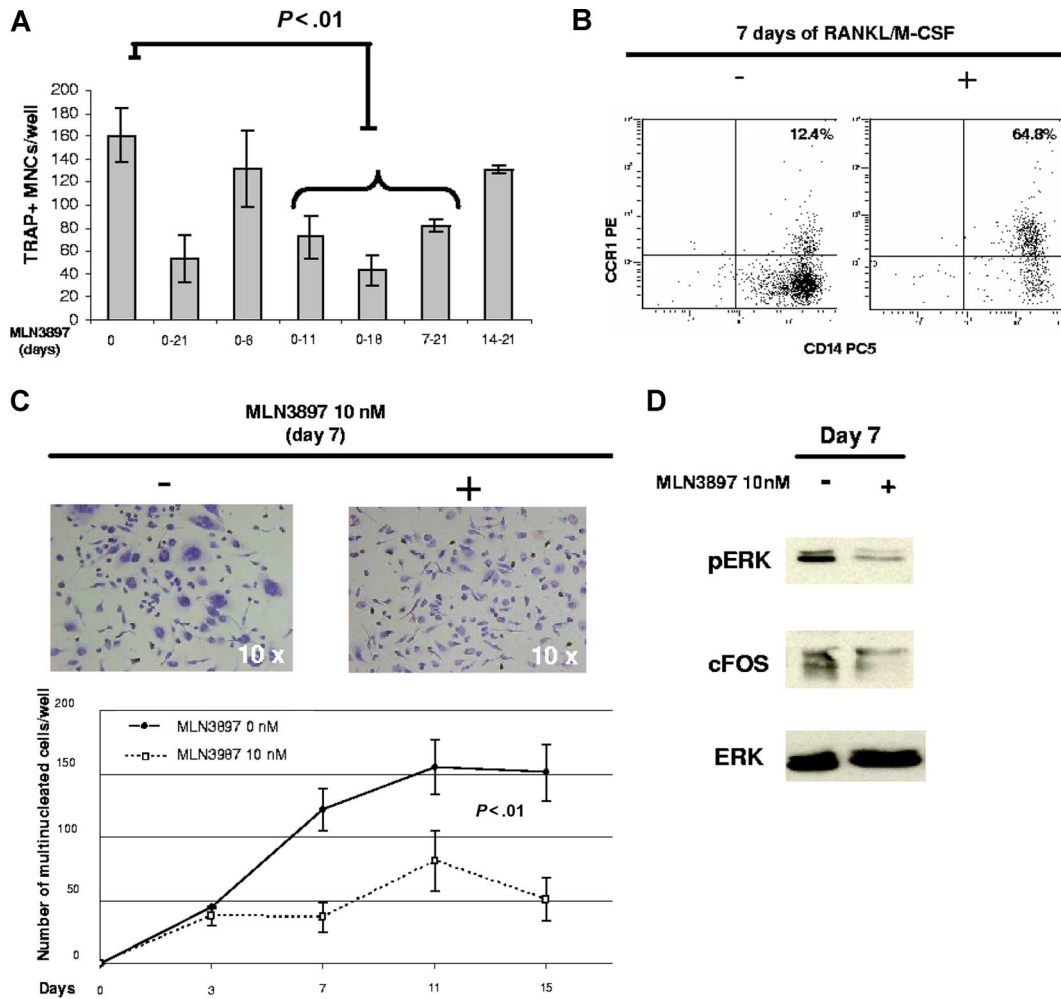 A
P < .01
TRAP+ MNCs/well
200
180
160
140
120
100
80
60
40
20
0
MLN3897 (days)
0 0-21 0-6 0-11 0-18 7-21 14-21
B
7 days of RANKL/M-CSF
- +
12.4% 64.8%
CCR1 PE
CD14 PC5
C
MLN3897 10 nM
(day 7)
- +
10 x 10 x
Number of multinucleated cells/well
200
150
100
50
0
MLN3897 0 nM
MLN3987 10 nM
P < .01
Days 0 3 7 11 15
D
Day 7
MLN3897 10nM - +
pERK
cFOS
ERK